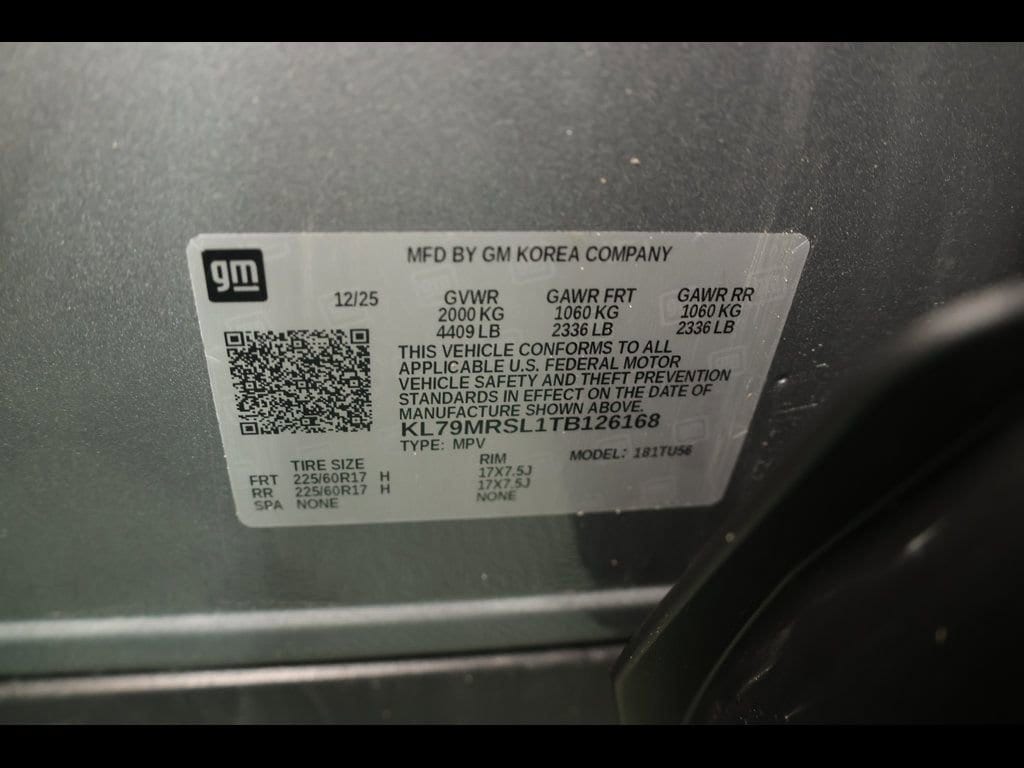 gm
MFD BY GM KOREA COMPANY
12/25 GVWR GAWR FRT GAWR RR
2000 KG 1060 KG 1060 KG
4409 LB 2336 LB 2336 LB
THIS VEHICLE CONFORMS TO ALL
APPLICABLE U.S. FEDERAL MOTOR
VEHICLE SAFETY AND THEFT PREVENTION
STANDARDS IN EFFECT ON THE DATE OF
MANUFACTURE SHOWN ABOVE.
KL79MRSL1TB126168
TYPE: MPV MODEL: 181TU56
TIRE SIZE RIM
FRT 225/60R17 H 17X7.5J
RR 225/60R17 H 17X7.5J
SPA NONE NONE